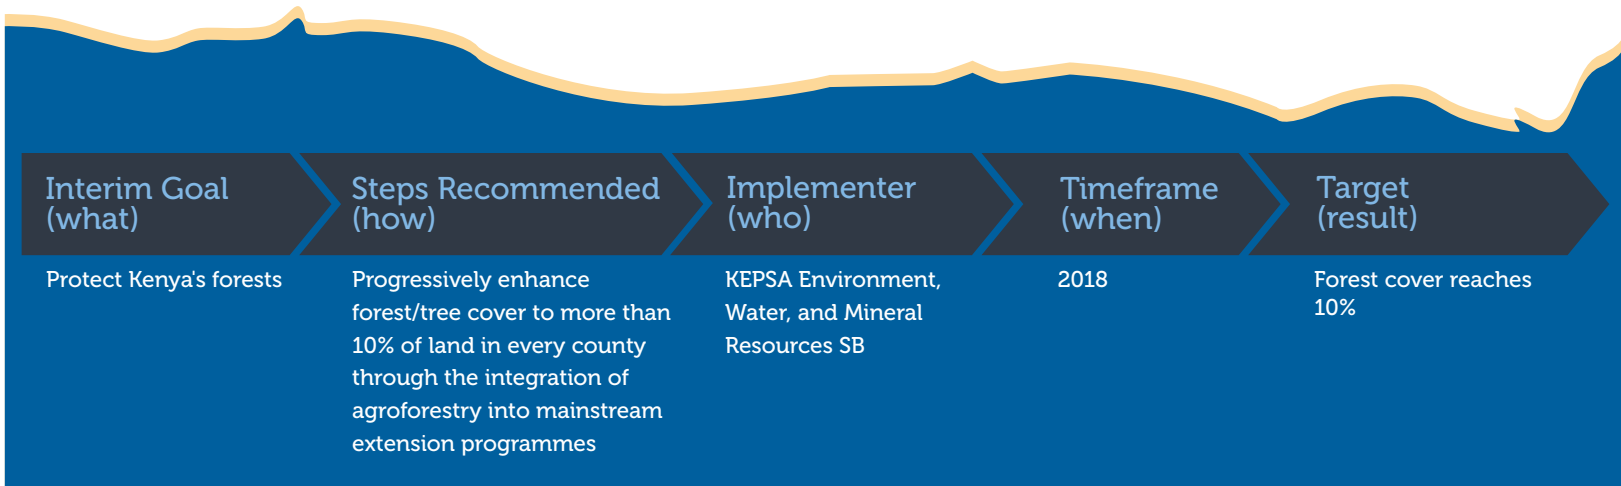 Interim Goal
(what)
Steps Recommended
(how)
Implementer
(who)
Timeframe
(when)
Target
(result)
Protect Kenya's forests
Progressively enhance
forest/tree cover to more than
10% of land in every county
through the integration of
agroforestry into mainstream
extension programmes
KEPSA Environment,
Water, and Mineral
Resources SB
2018
Forest cover reaches
10%